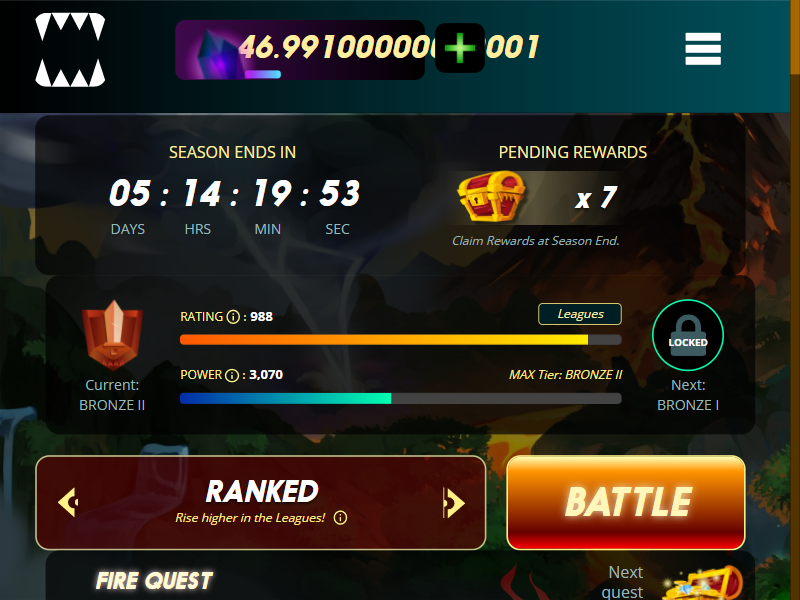 46.9910000000 001
SEASON ENDS IN
05 : 14 : 19 : 53
DAYS HRS MIN SEC
PENDING REWARDS
x 7
Claim Rewards at Season End.
Current:
BRONZE II
RATING i : 988
Leagues
POWER i : 3,070
MAX Tier: BRONZE II
LOCKED
Next:
BRONZE I
RANKED
Rise higher in the Leagues! i
BATTLE
FIRE QUEST
Next
quest